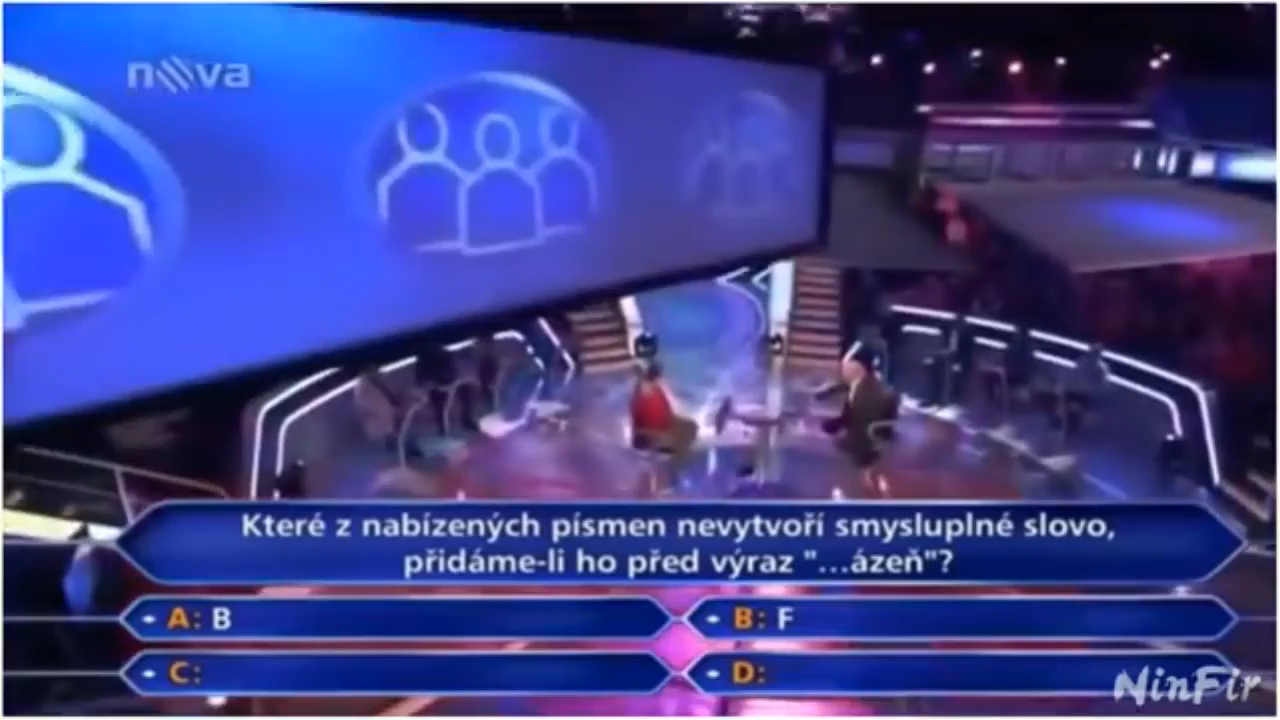 nova
Které z nabízených písmen nevytvoří smysluplné slovo,
přidáme-li ho před výraz "...ázeň"?
A: B
B: F
C:
D:
NinFir